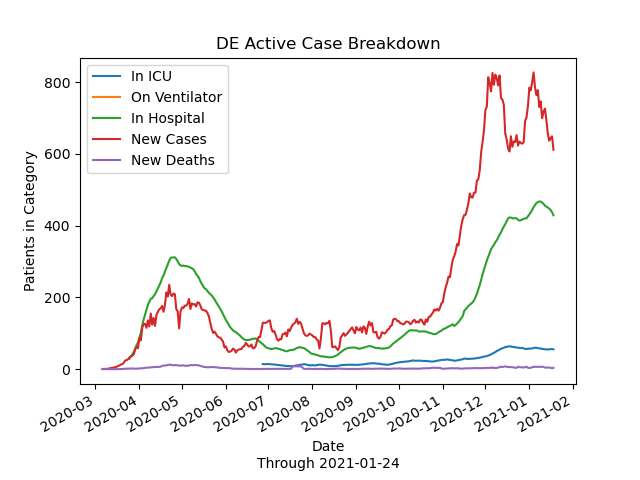 DE Active Case Breakdown
In ICU
On Ventilator
In Hospital
New Cases
New Deaths
Patients in Category
800
600
400
200
0
2020-03
2020-04
2020-05
2020-06
2020-07
2020-08
2020-09
2020-10
2020-11
2020-12
2021-01
2021-02
Date
Through 2021-01-24